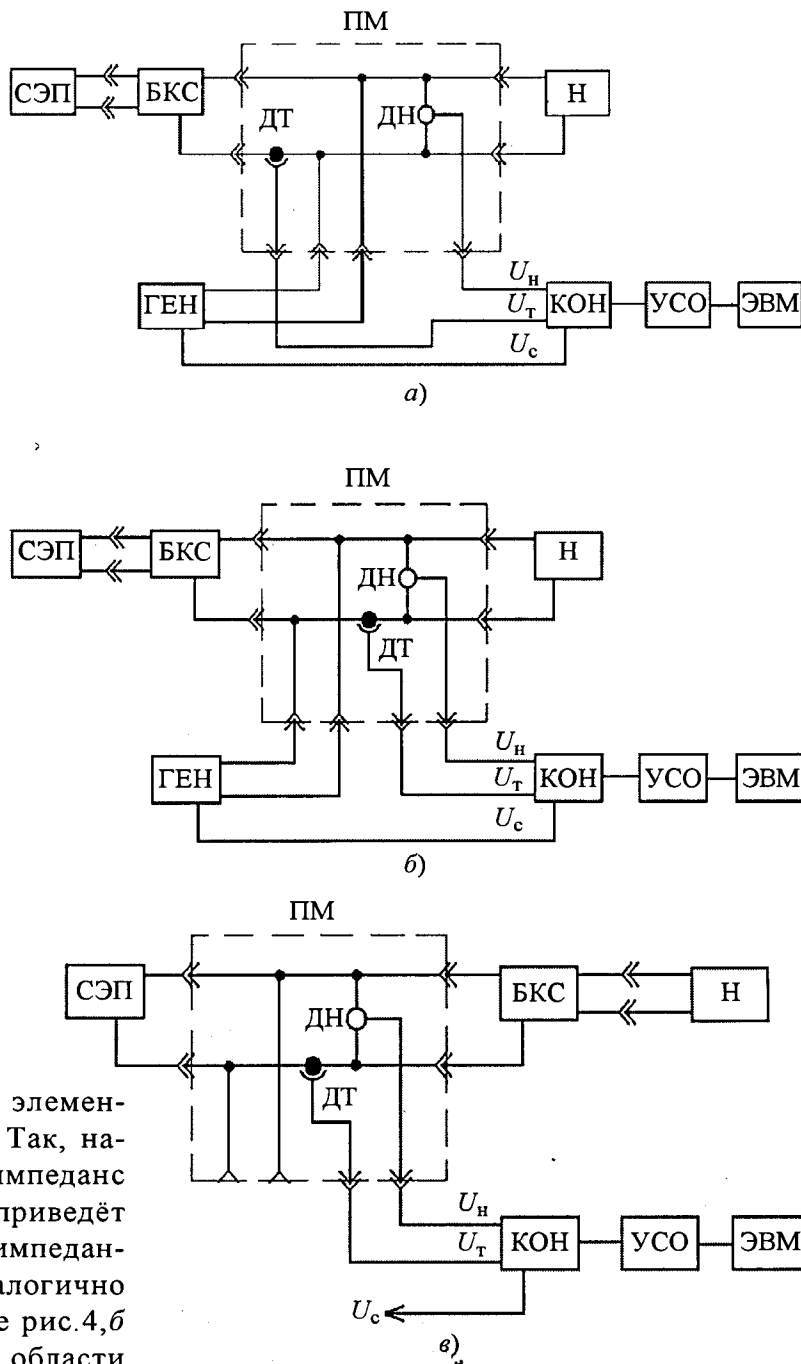 ПМ
СЭП
БКС
ДТ
ДН
Н
ГЕН
Uн
Uт
Uс
КОН
УСО
ЭВМ
а)
ПМ
СЭП
БКС
ДН
Н
ДТ
ГЕН
Uн
Uт
Uс
КОН
УСО
ЭВМ
б)
ПМ
СЭП
ДН
БКС
Н
ДТ
Uн
Uт
КОН
УСО
ЭВМ
Uс
в)
элемен-
Так, на-
импеданс
приведёт
импедан-
алогично
е рис.4,б
области